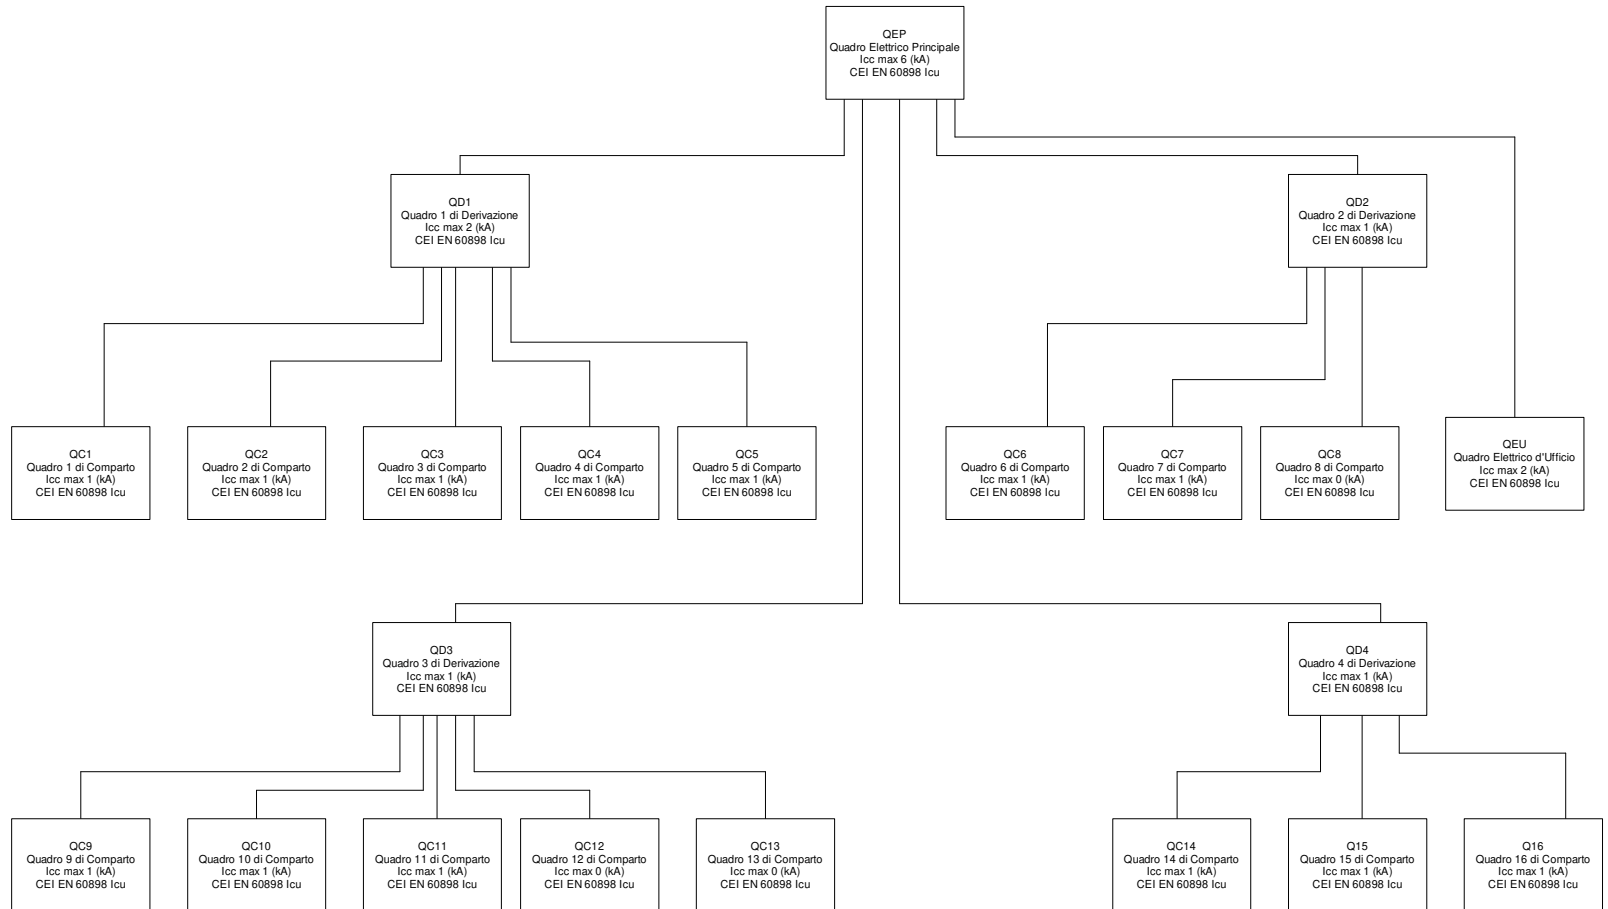 QEP
Quadro Elettrico Principale
Icc max 6 (kA)
CEI EN 60898 Icu
QD1
Quadro 1 di Derivazione
Icc max 2 (kA)
CEI EN 60898 Icu
QD2
Quadro 2 di Derivazione
Icc max 1 (kA)
CEI EN 60898 Icu
QC1
Quadro 1 di Comparto
Icc max 1 (kA)
CEI EN 60898 Icu
QC2
Quadro 2 di Comparto
Icc max 1 (kA)
CEI EN 60898 Icu
QC3
Quadro 3 di Comparto
Icc max 1 (kA)
CEI EN 60898 Icu
QC4
Quadro 4 di Comparto
Icc max 1 (kA)
CEI EN 60898 Icu
QC5
Quadro 5 di Comparto
Icc max 1 (kA)
CEI EN 60898 Icu
QC6
Quadro 6 di Comparto
Icc max 1 (kA)
CEI EN 60898 Icu
QC7
Quadro 7 di Comparto
Icc max 1 (kA)
CEI EN 60898 Icu
QC8
Quadro 8 di Comparto
Icc max 0 (kA)
CEI EN 60898 Icu
QEU
Quadro Elettrico d'Ufficio
Icc max 2 (kA)
CEI EN 60898 Icu
QD3
Quadro 3 di Derivazione
Icc max 1 (kA)
CEI EN 60898 Icu
QD4
Quadro 4 di Derivazione
Icc max 1 (kA)
CEI EN 60898 Icu
QC9
Quadro 9 di Comparto
Icc max 1 (kA)
CEI EN 60898 Icu
QC10
Quadro 10 di Comparto
Icc max 1 (kA)
CEI EN 60898 Icu
QC11
Quadro 11 di Comparto
Icc max 1 (kA)
CEI EN 60898 Icu
QC12
Quadro 12 di Comparto
Icc max 0 (kA)
CEI EN 60898 Icu
QC13
Quadro 13 di Comparto
Icc max 0 (kA)
CEI EN 60898 Icu
QC14
Quadro 14 di Comparto
Icc max 1 (kA)
CEI EN 60898 Icu
Q15
Quadro 15 di Comparto
Icc max 1 (kA)
CEI EN 60898 Icu
Q16
Quadro 16 di Comparto
Icc max 1 (kA)
CEI EN 60898 Icu